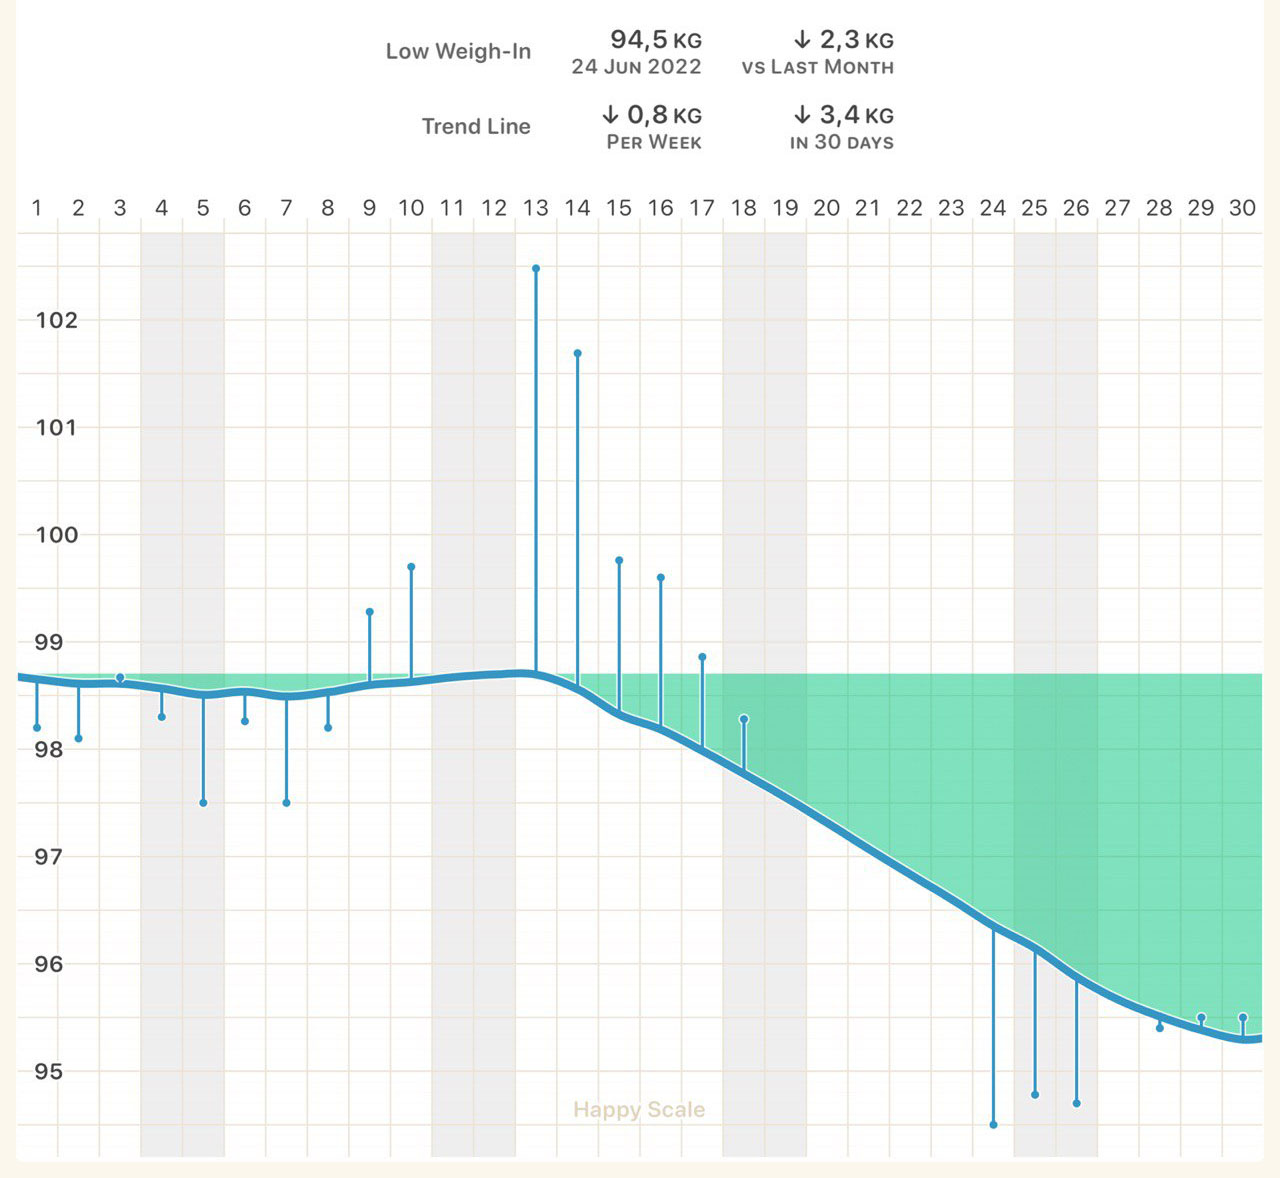 Low Weigh-In 94,5 KG ↓ 2,3 KG
24 JUN 2022 VS LAST MONTH
Trend Line ↓ 0,8 KG ↓ 3,4 KG
PER WEEK IN 30 DAYS
1 2 3 4 5 6 7 8 9 10 11 12 13 14 15 16 17 18 19 20 21 22 23 24 25 26 27 28 29 30
102
101
100
99
98
97
96
95
Happy Scale